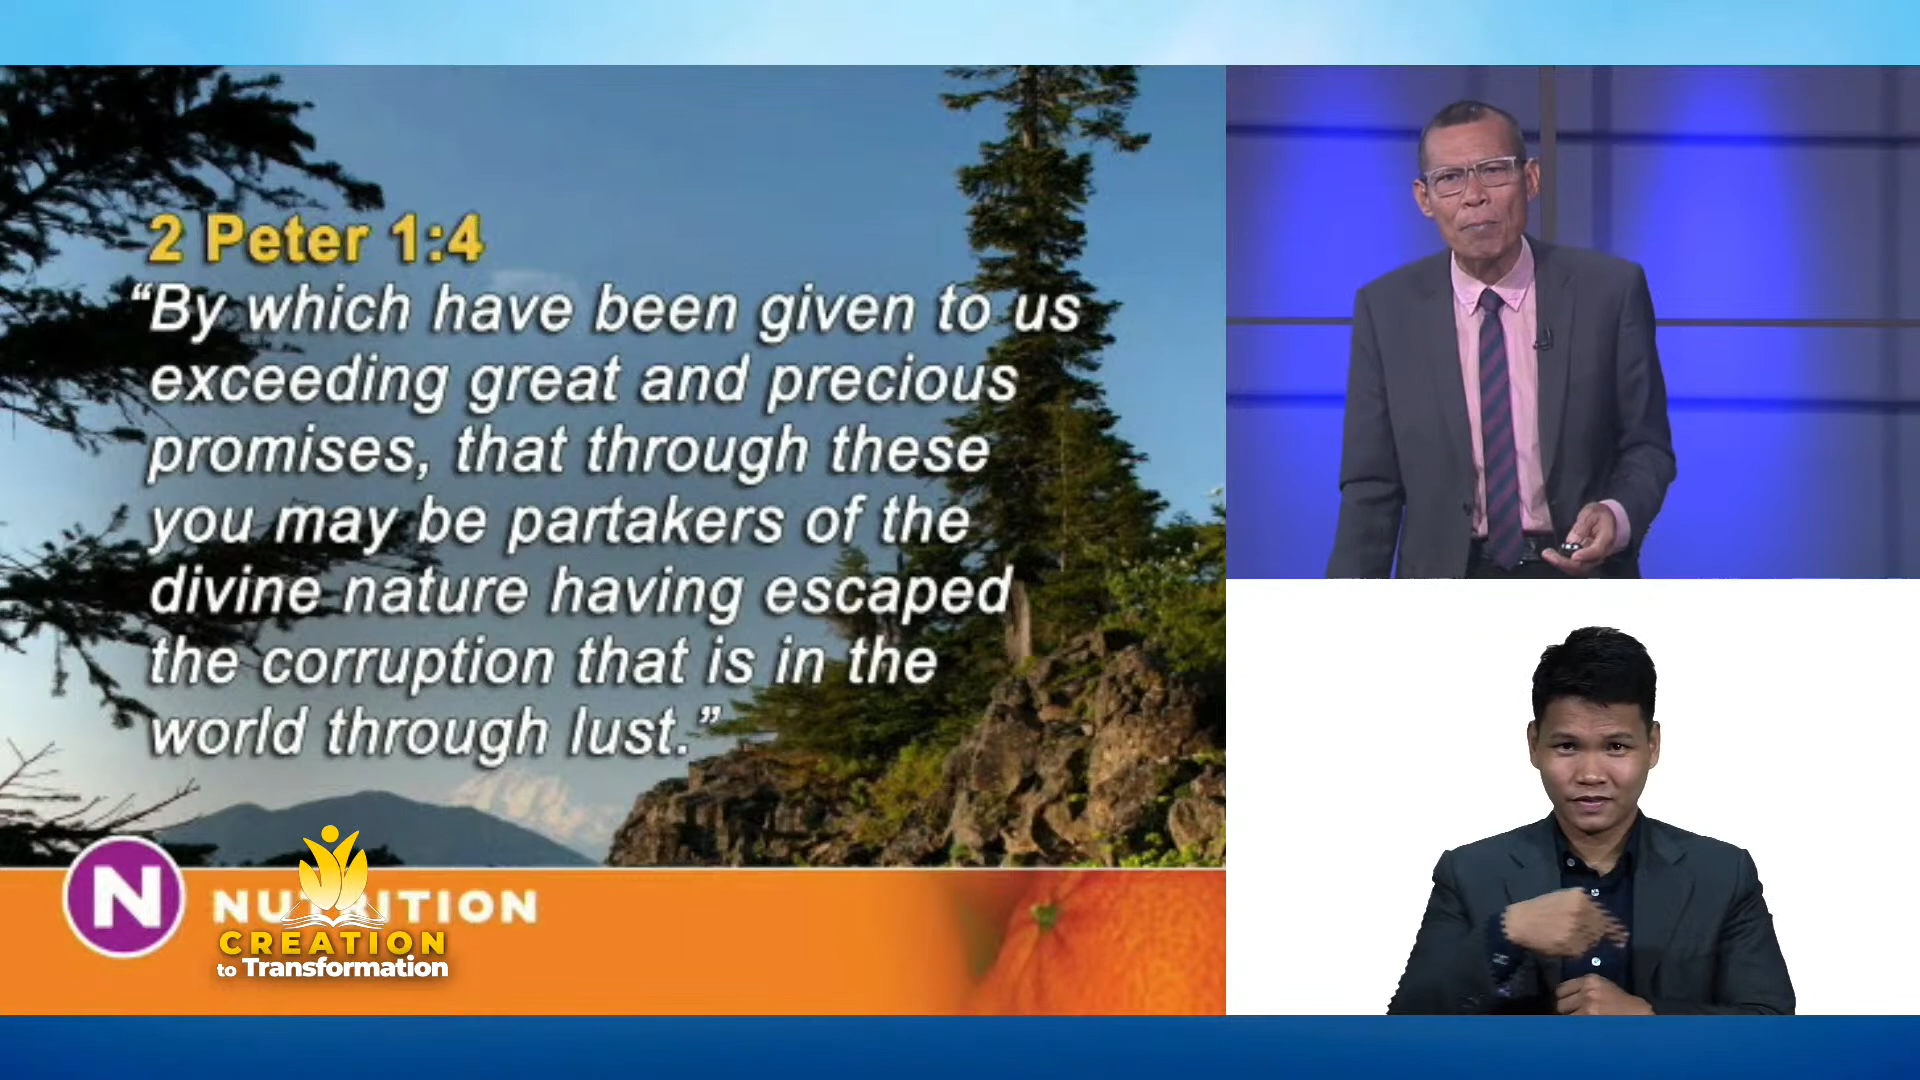 2 Peter 1:4
“By which have been given to us
exceeding great and precious
promises, that through these
you may be partakers of the
divine nature having escaped
the corruption that is in the
world through lust.”
N
NUTRITION
CREATION
to Transformation